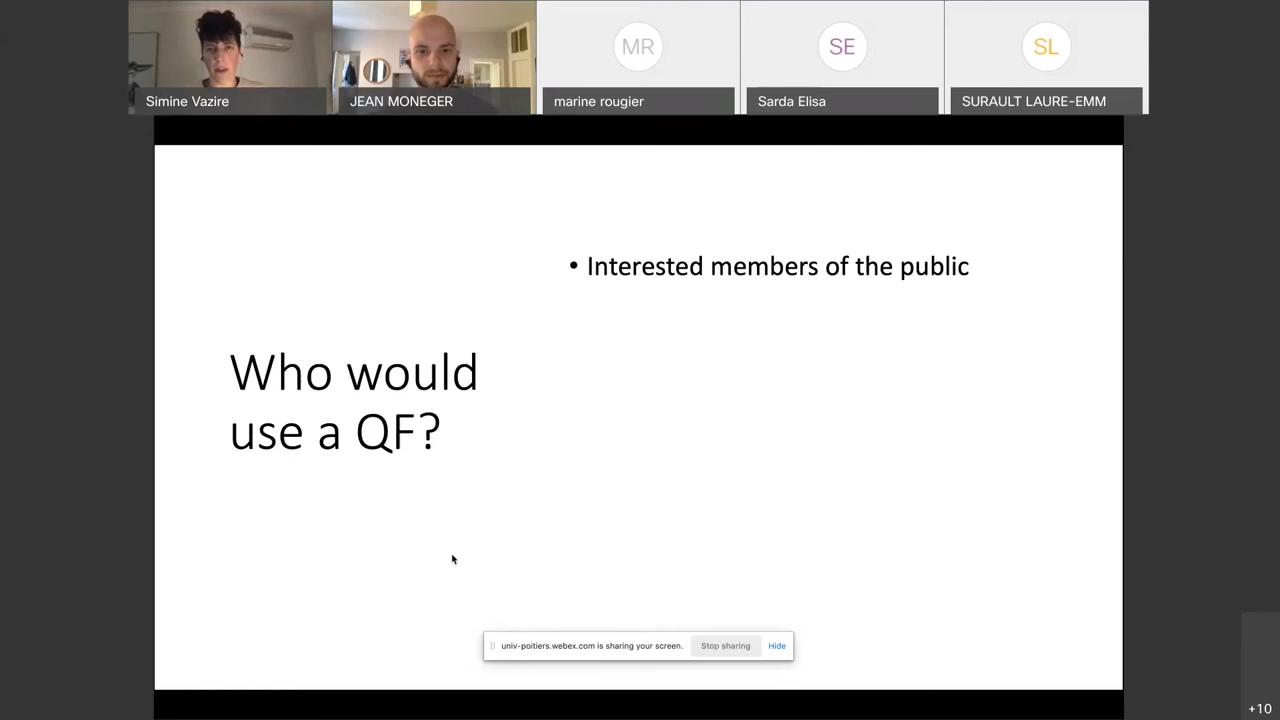 MR
SE
SL
Simine Vazire
JEAN MONEGER
marine rougier
Sarda Elisa
SURAULT LAURE-EMM
• Interested members of the public
Who would
use a QF?
univ-poitiers.webex.com is sharing your screen.
Stop sharing
Hide
+10